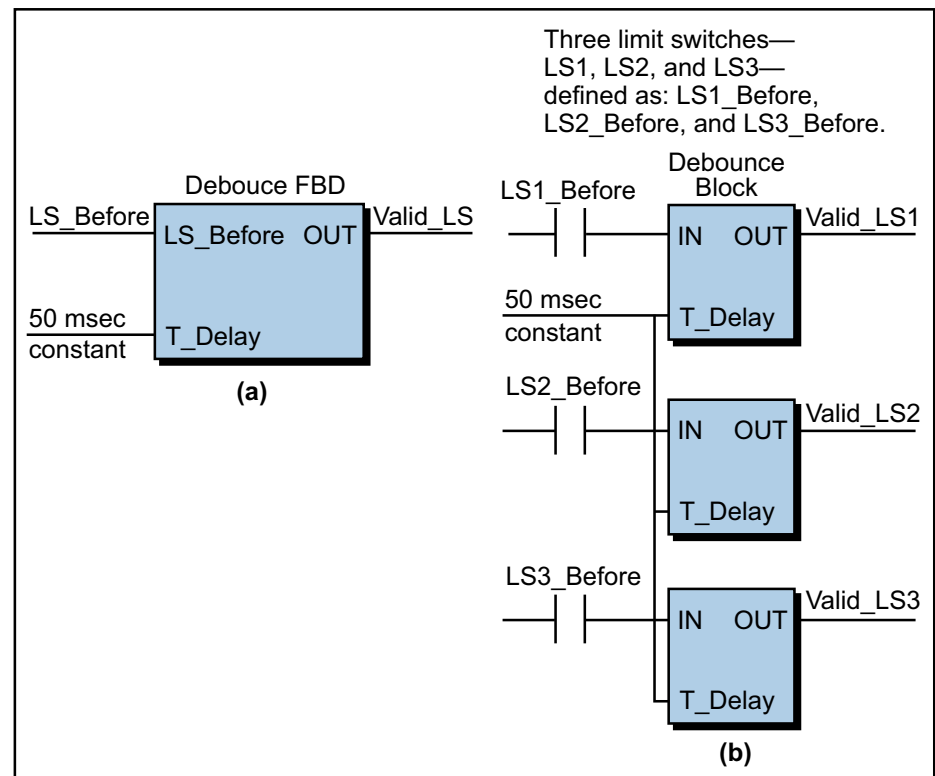 Three limit switches—
LS1, LS2, and LS3—
defined as: LS1_Before,
LS2_Before, and LS3_Before.
Debouce FBD
LS_Before
LS_Before OUT
Valid_LS
50 msec
constant
T_Delay
(a)
Debounce
Block
LS1_Before
IN OUT
Valid_LS1
50 msec
constant
T_Delay
LS2_Before
IN OUT
Valid_LS2
T_Delay
LS3_Before
IN OUT
Valid_LS3
T_Delay
(b)